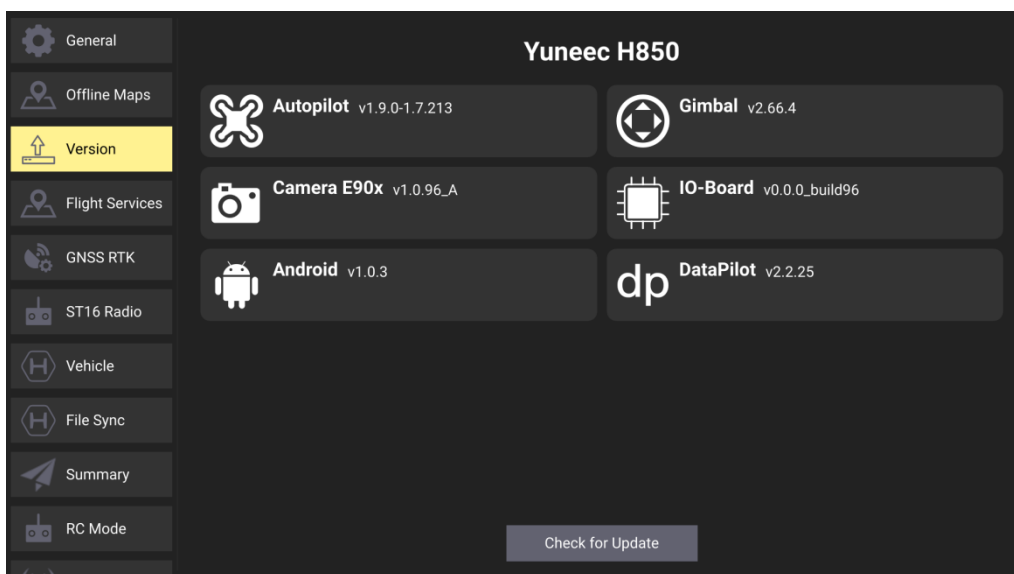 General
Offline Maps
Version
Flight Services
GNSS RTK
ST16 Radio
Vehicle
File Sync
Summary
RC Mode
Yuneec H850
Autopilot v1.9.0-1.7.213
Gimbal v2.66.4
Camera E90x v1.0.96_A
IO-Board v0.0.0_build96
Android v1.0.3
dp DataPilot v2.2.25
Check for Update